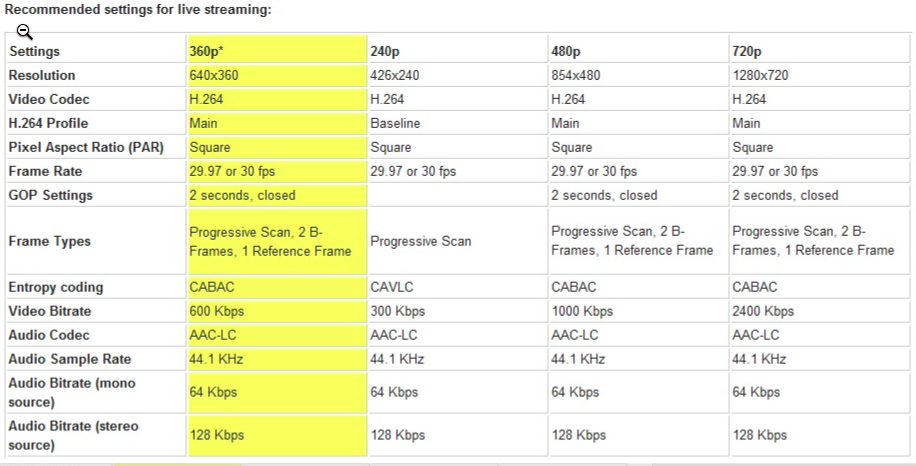 Recommended settings for live streaming:
Settings 360p* 240p 480p 720p
Resolution 640x360 426x240 854x480 1280x720
Video Codec H.264 H.264 H.264 H.264
H.264 Profile Main Baseline Main Main
Pixel Aspect Ratio (PAR) Square Square Square Square
Frame Rate 29.97 or 30 fps 29.97 or 30 fps 29.97 or 30 fps 29.97 or 30 fps
GOP Settings 2 seconds, closed 2 seconds, closed 2 seconds, closed
Frame Types Progressive Scan, 2 B-
Frames, 1 Reference Frame Progressive Scan Progressive Scan, 2 B-
Frames, 1 Reference Frame Progressive Scan, 2 B-
Frames, 1 Reference Frame
Entropy coding CABAC CAVLC CABAC CABAC
Video Bitrate 600 Kbps 300 Kbps 1000 Kbps 2400 Kbps
Audio Codec AAC-LC AAC-LC AAC-LC AAC-LC
Audio Sample Rate 44.1 KHz 44.1 KHz 44.1 KHz 44.1 KHz
Audio Bitrate (mono
source) 64 Kbps 64 Kbps 64 Kbps 64 Kbps
Audio Bitrate (stereo
source) 128 Kbps 128 Kbps 128 Kbps 128 Kbps